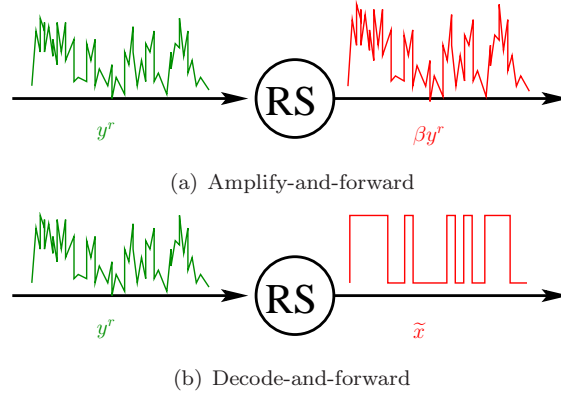 RS
y^r
βy^r
(a) Amplify-and-forward
RS
y^r
x̃
(b) Decode-and-forward